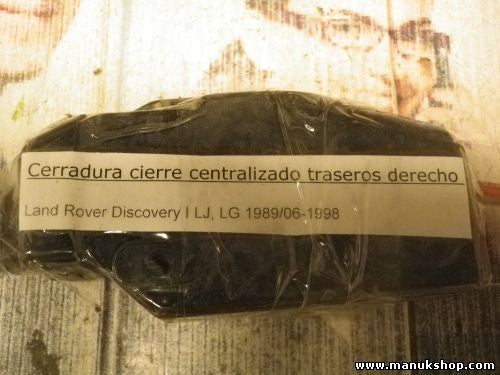 Cerradura cierre centralizado traseros derecho
Land Rover Discovery I LJ, LG 1989/06-1998
www.manukshop.com